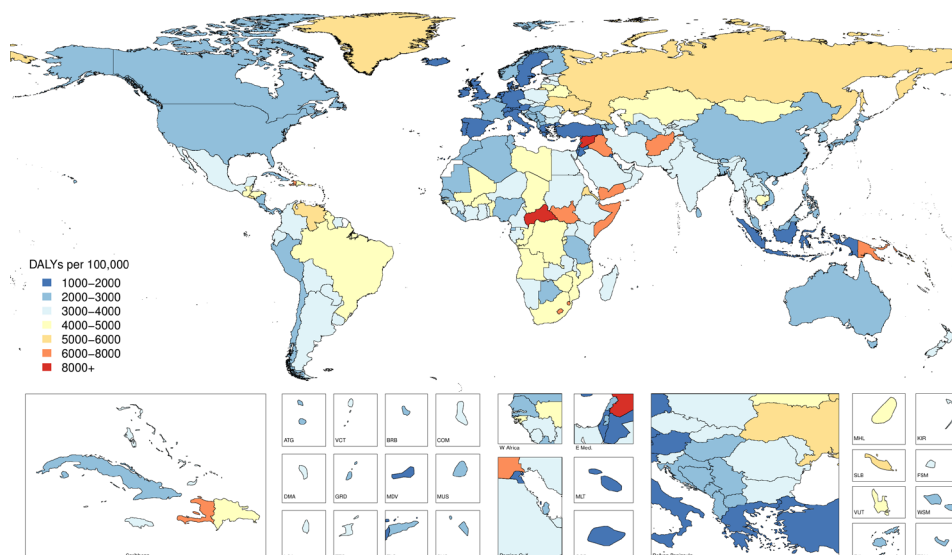 DALYs per 100,000
1000–2000
2000–3000
3000–4000
4000–5000
5000–6000
6000–8000
8000+
ATG
VCT
BRB
COM
W Africa
E Med.
MHL
KIR
DMA
GRD
MDV
MUS
MLT
SLB
FSM
VUT
WSM